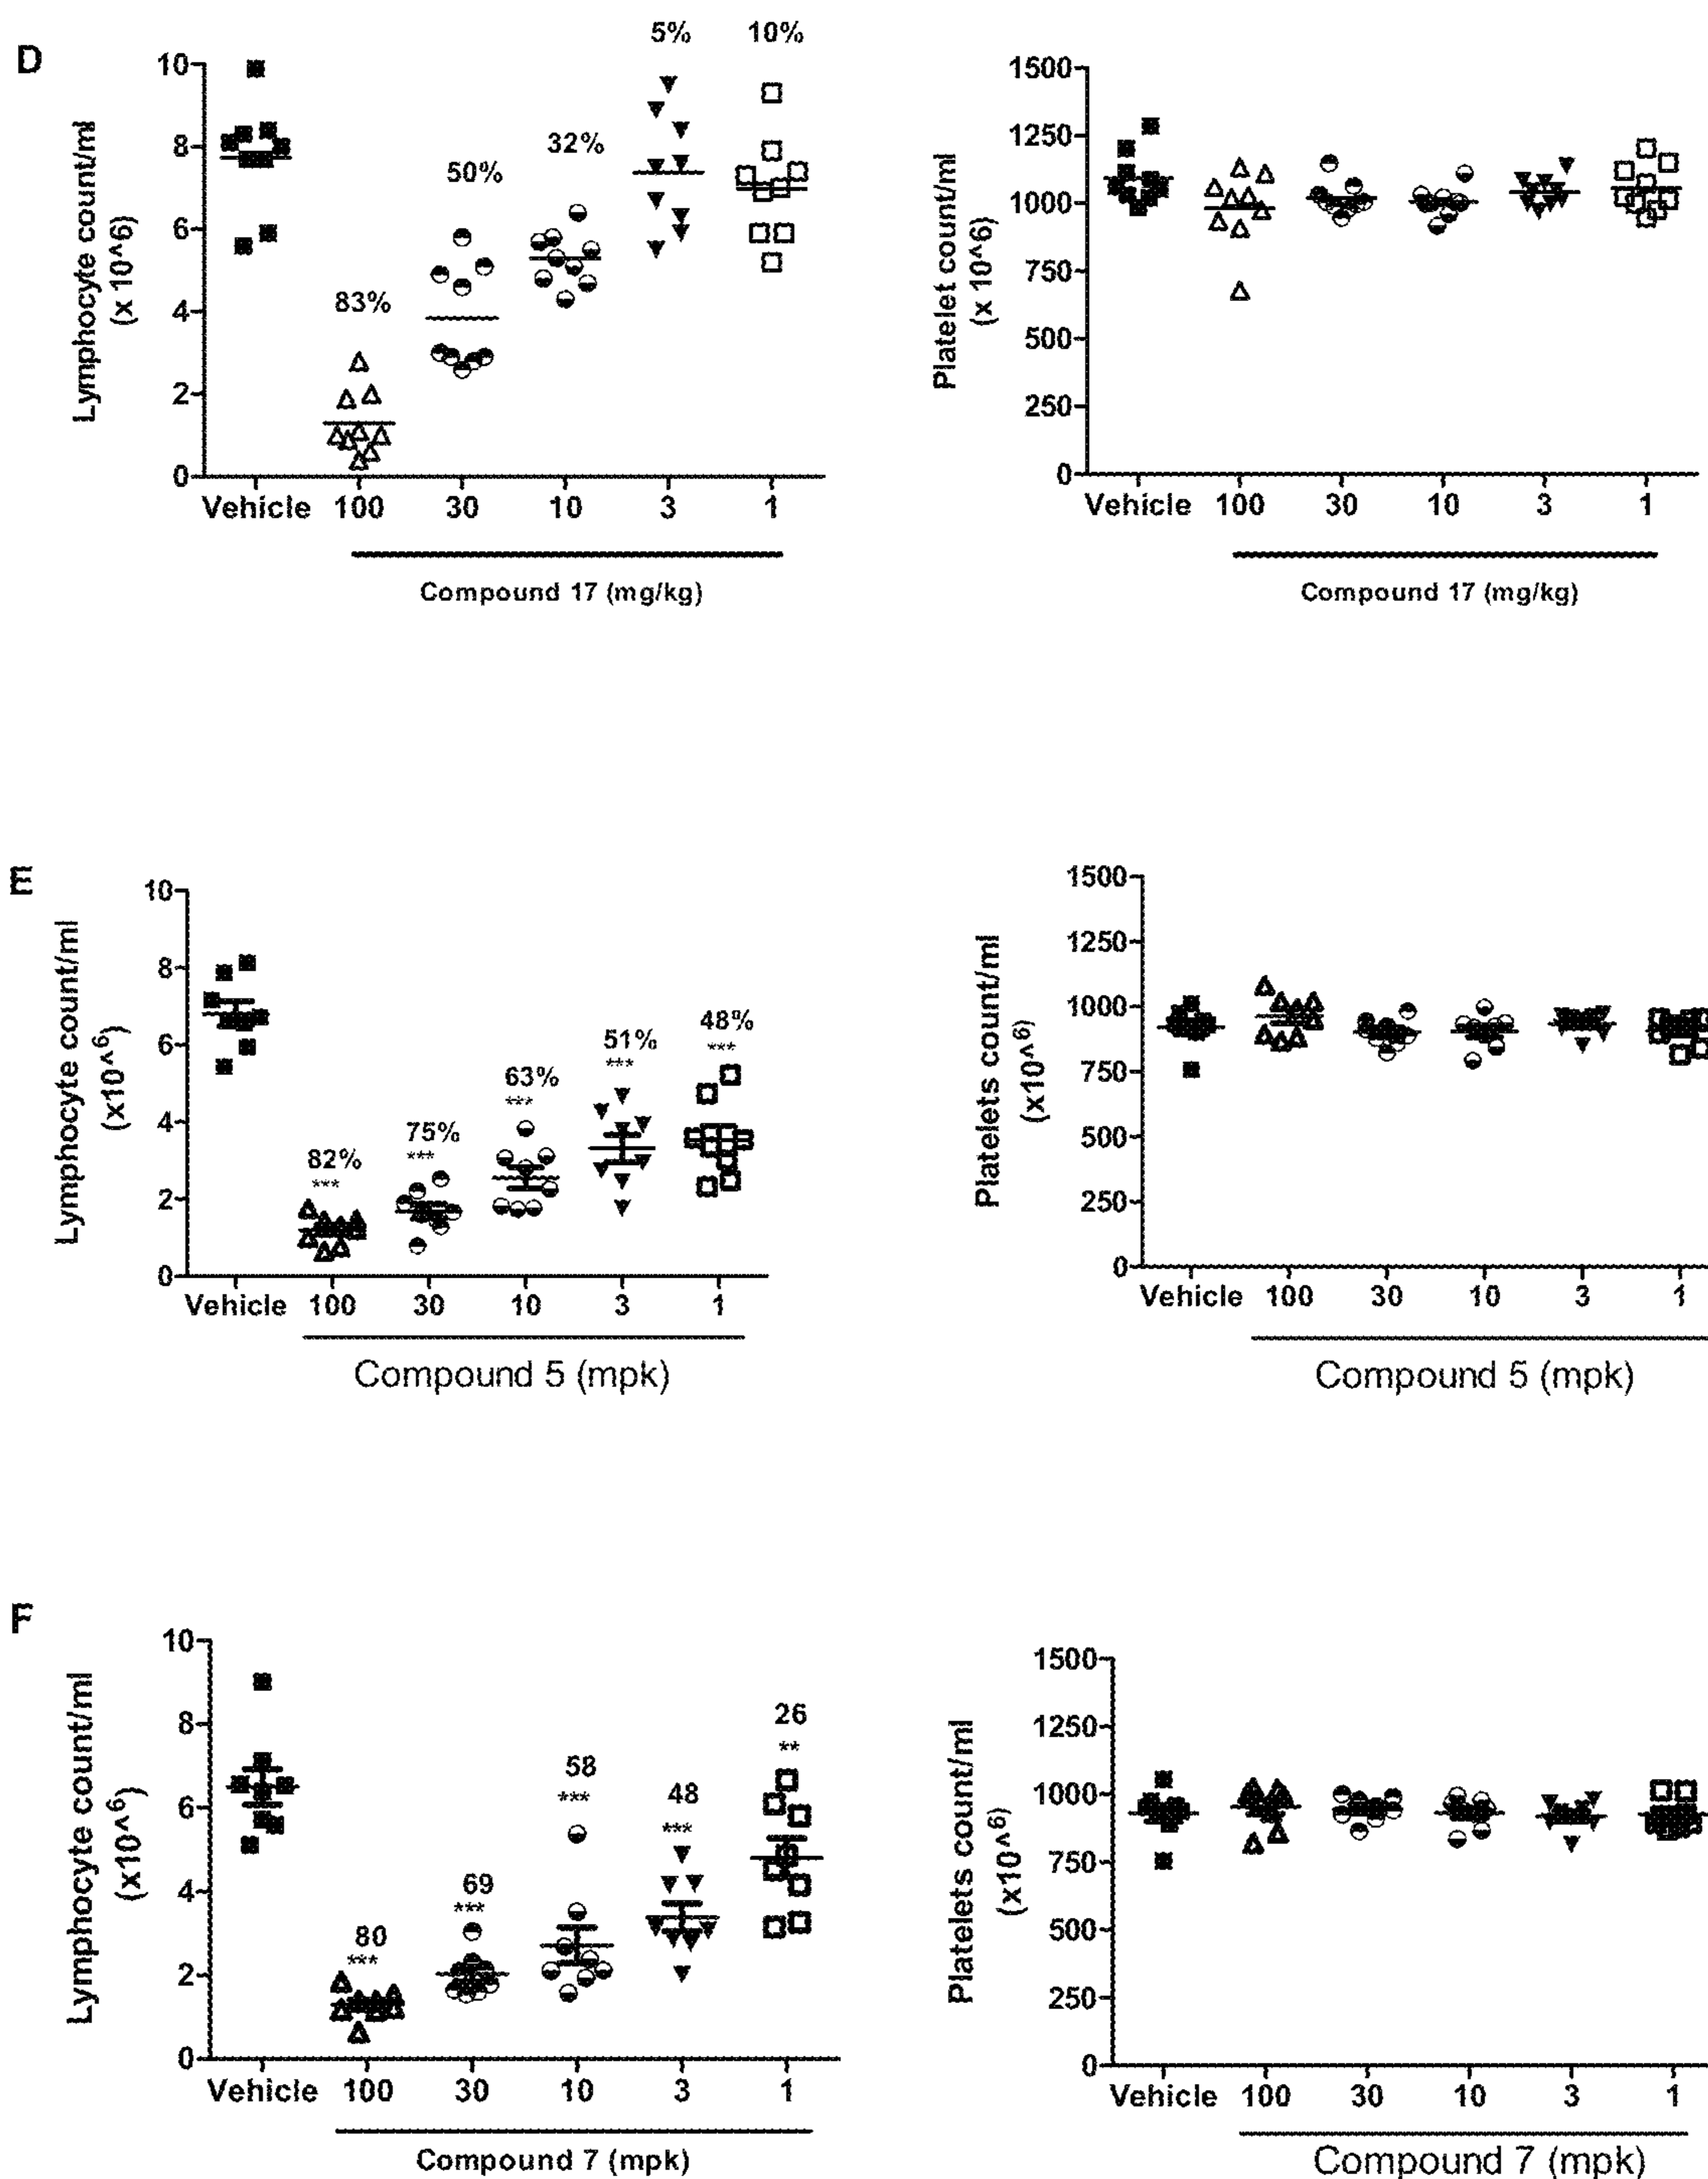 D
5% 10%
10
8
6
4
2
0
Lymphocyte count/ml
(x 10^6)
83% 50% 32%
Vehicle 100 30 10 3 1
Compound 17 (mg/kg)
1500
1250
1000
750
500
250
0
Platelet count/ml
(x 10^6)
Vehicle 100 30 10 3 1
Compound 17 (mg/kg)
E
10
8
6
4
2
0
Lymphocyte count/ml
(x10^6)
82% 75% 63% 51% 48%
*** *** *** *** ***
Vehicle 100 30 10 3 1
Compound 5 (mpk)
1500
1250
1000
750
500
250
0
Platelets count/ml
(x10^6)
Vehicle 100 30 10 3 1
Compound 5 (mpk)
F
10
8
6
4
2
0
Lymphocyte count/ml
(x10^6)
80 69 58 48 26
*** *** *** *** **
Vehicle 100 30 10 3 1
Compound 7 (mpk)
1500
1250
1000
750
500
250
0
Platelets count/ml
(x10^6)
Vehicle 100 30 10 3 1
Compound 7 (mpk)